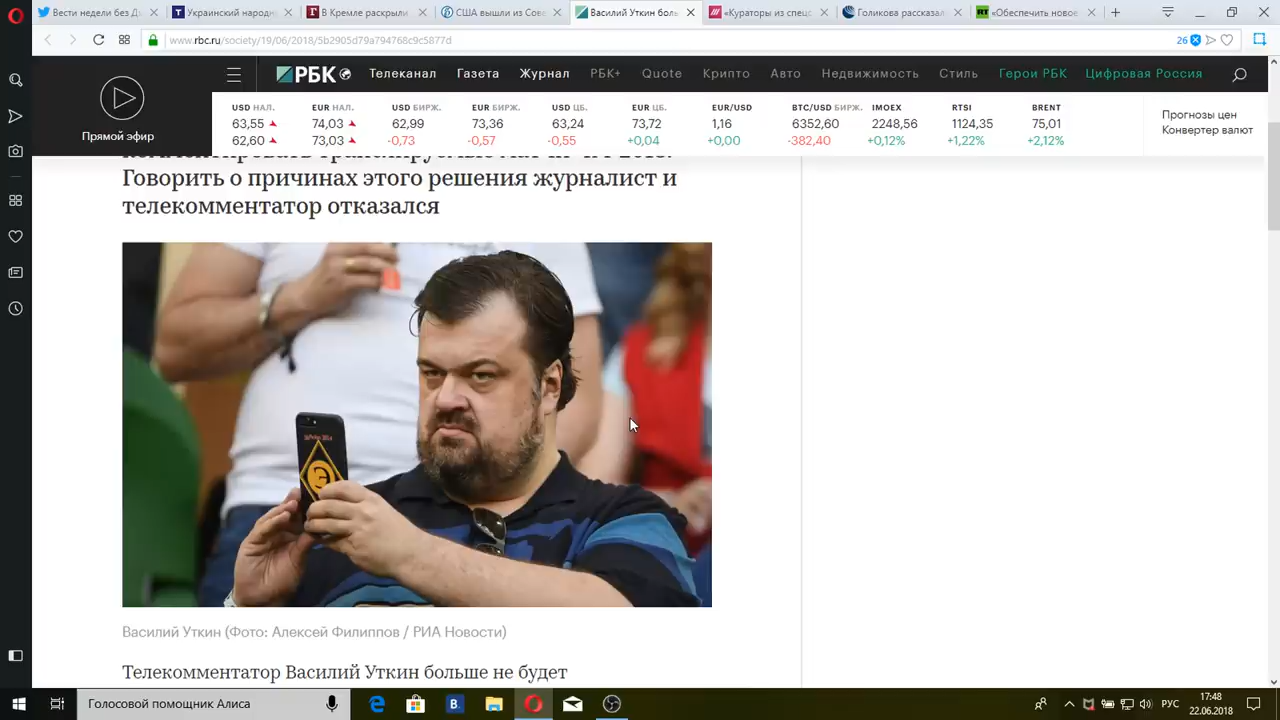 Вести недели без Д
Украинский народн
В Кремле раскрыли
США вышли из Сове
Василий Уткин боль
«Кураторы из спец
Голикова рассказал
«Обеспечить новое
www.rbc.ru/society/19/06/2018/5b2905d79a794768c9c5877d
26
РБК Телеканал Газета Журнал РБК+ Quote Крипто Авто Недвижимость Стиль Герои РБК Цифровая Россия
Прямой эфир
USD НАЛ. EUR НАЛ. USD БИРЖ. EUR БИРЖ. USD ЦБ. EUR ЦБ. EUR/USD BTC/USD БИРЖ. IMOEX RTSI BRENT
63,55 74,03 62,99 73,36 63,24 73,72 1,16 6352,60 2248,56 1124,35 75,01
62,60 73,03 -0,73 -0,57 -0,55 +0,04 +0,00 -382,40 +0,12% +1,22% +2,12%
Прогнозы цен
Конвертер валют
Говорить о причинах этого решения журналист и
телекомментатор отказался
Василий Уткин (Фото: Алексей Филиппов / РИА Новости)
Телекомментатор Василий Уткин больше не будет
Голосовой помощник Алиса
РУС
17:48
22.06.2018